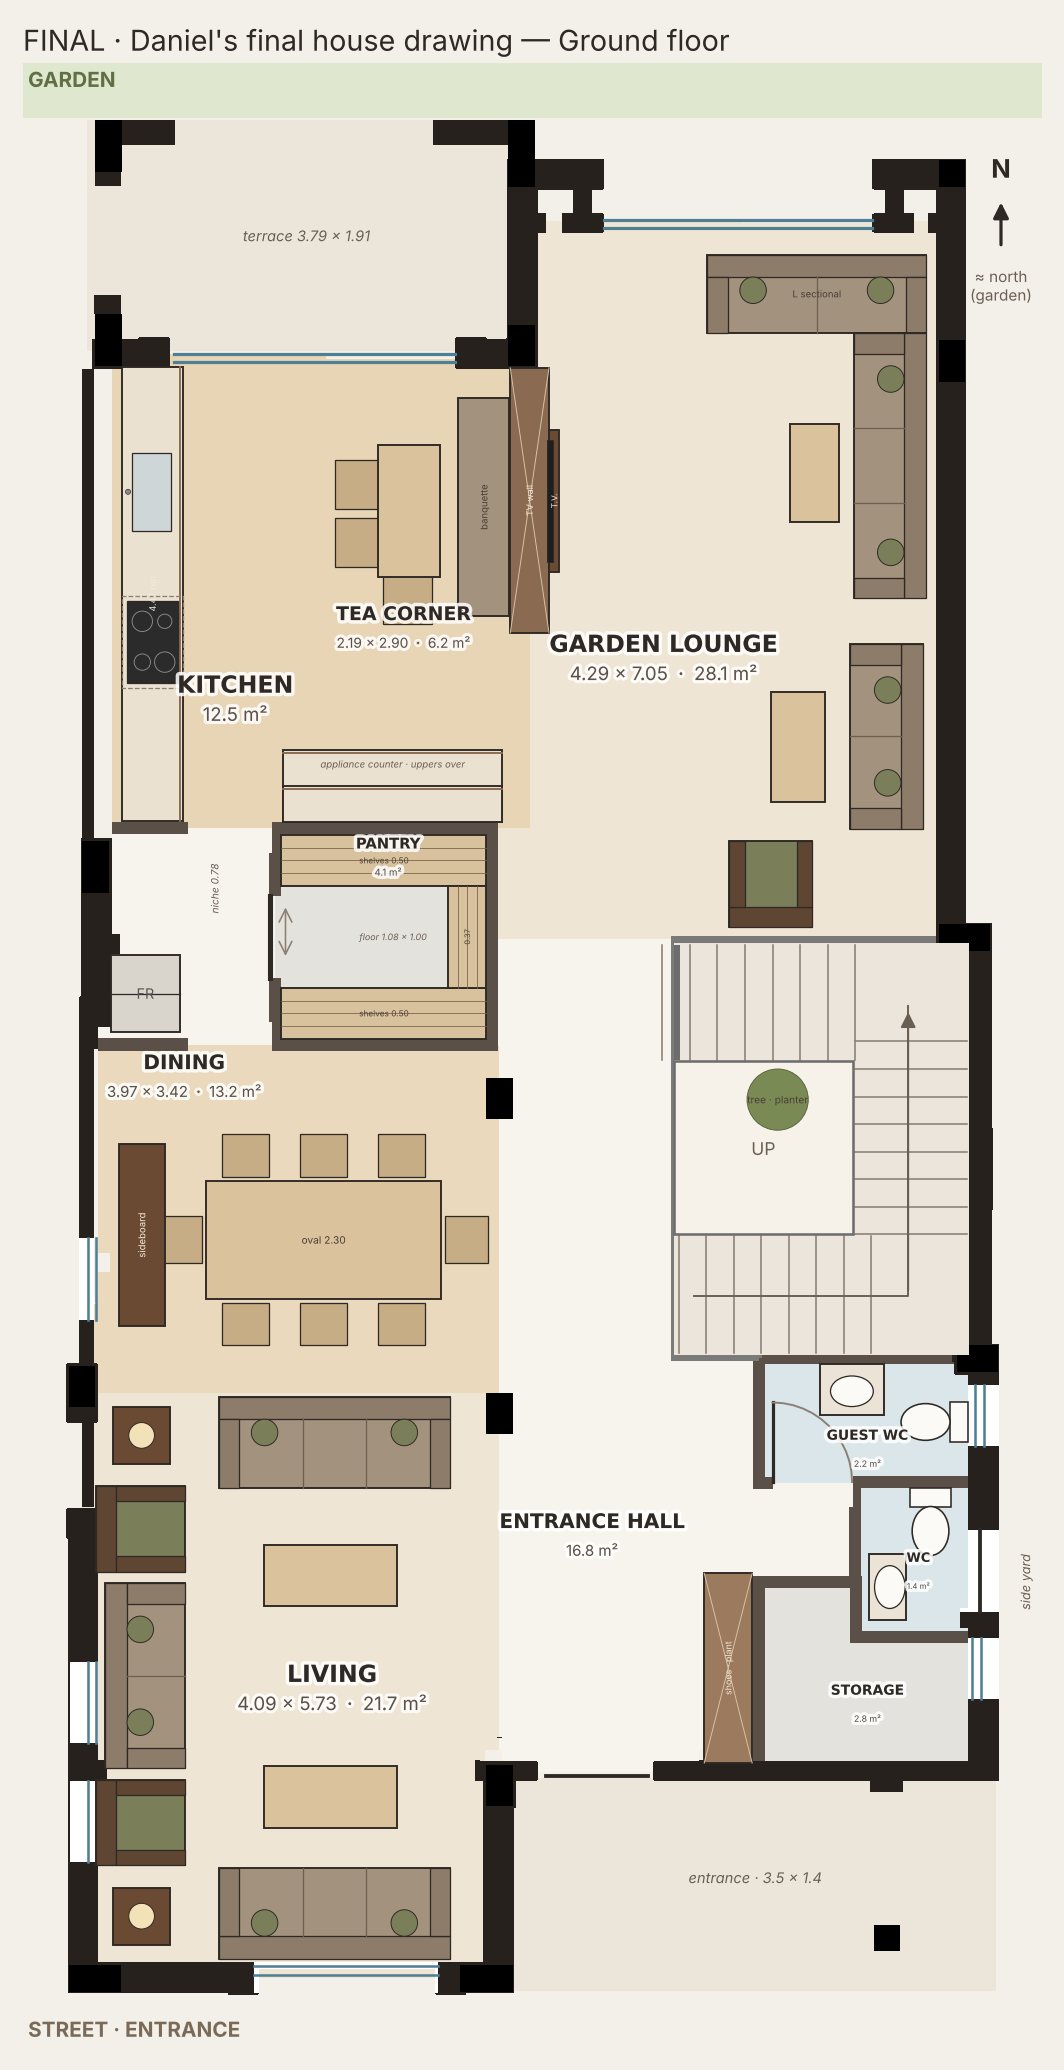 FINAL · Daniel's final house drawing — Ground floor
GARDEN
N
≈ north
(garden)
terrace 3.79 × 1.91
L sectional
banquette
TV wall
T.V.
TEA CORNER
2.19 × 2.90 · 6.2 m²
GARDEN LOUNGE
4.29 × 7.05 · 28.1 m²
KITCHEN
12.5 m²
appliance counter · uppers over
PANTRY
shelves 0.50
4.1 m²
niche 0.78
floor 1.08 × 1.00
0.37
FR
shelves 0.50
DINING
3.97 × 3.42 · 13.2 m²
tree · planter
UP
sideboard
oval 2.30
GUEST WC
2.2 m²
ENTRANCE HALL
16.8 m²
WC
1.4 m²
side yard
LIVING
4.09 × 5.73 · 21.7 m²
STORAGE
2.8 m²
entrance · 3.5 × 1.4
STREET · ENTRANCE